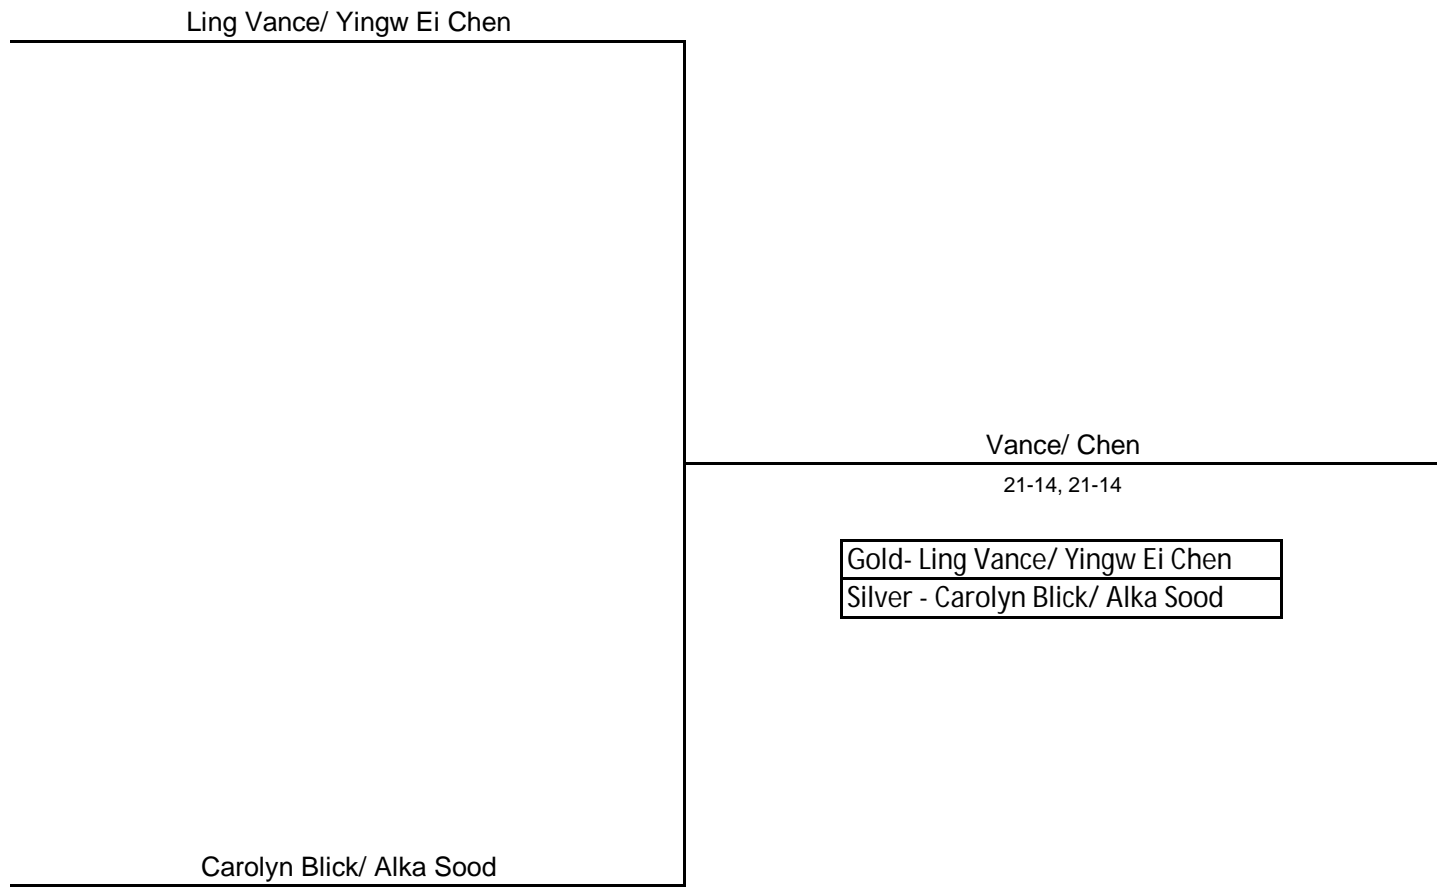 Ling Vance/ Yingw Ei Chen
Vance/ Chen
21-14, 21-14
Gold- Ling Vance/ Yingw Ei Chen
Silver - Carolyn Blick/ Alka Sood
Carolyn Blick/ Alka Sood